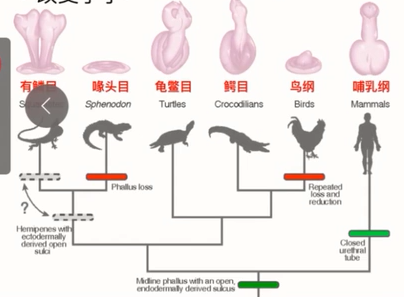 有鳞目 喙头目 龟鳖目 鳄目 鸟纲 哺乳纲
Sphenodon Turtles Crocodilians Birds Mammals
Phallus loss
Repeated
loss and
reduction
?
Hemipenes with
ectodermally
derived open
sulci
Closed
urethral
tube
Midline phallus with an open,
endodermally derived sulcus